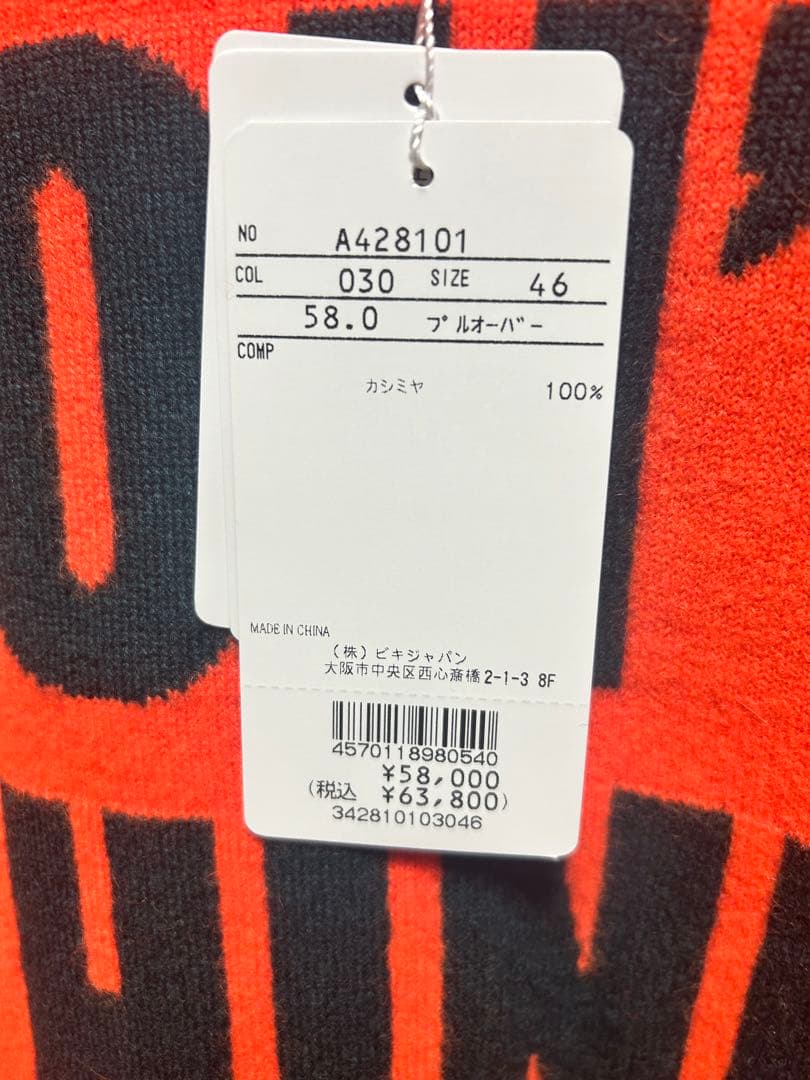 NO A428101
COL 030 SIZE 46
58.0 プルオーバー
COMP
カシミヤ 100%
MADE IN CHINA
(株)ビキジャパン
大阪市中央区西心斎橋2-1-3 8F
4570118980540
¥58,000
(税込 ¥63,800)
342810103046